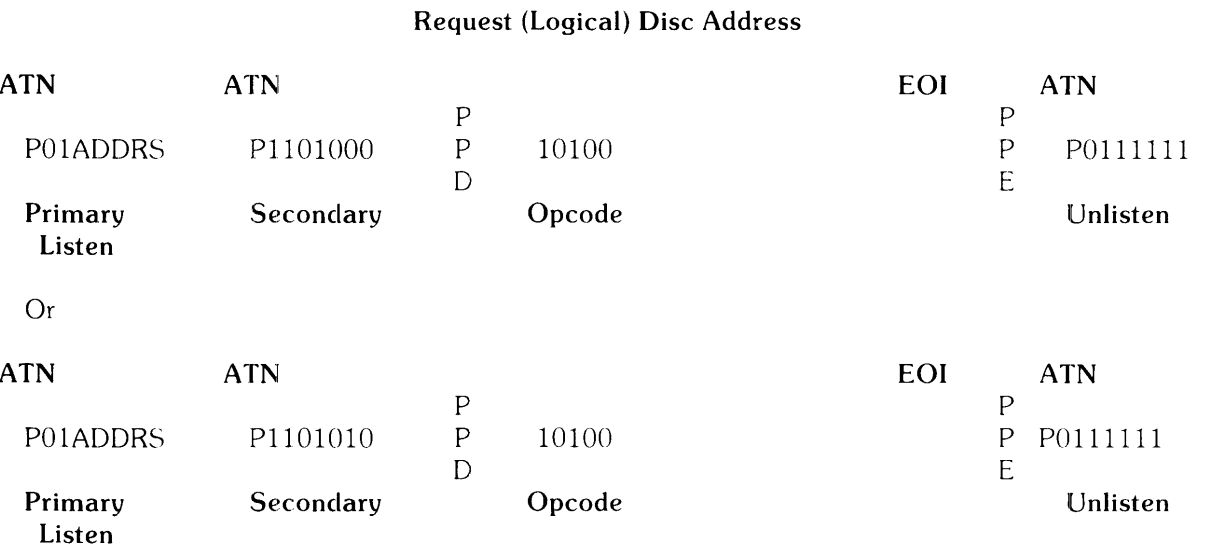 Request (Logical) Disc Address
ATN ATN EOI ATN
P P
P01ADDRS P1101000 P 10100 P P0111111
D E
Primary Secondary Opcode Unlisten
Listen
Or
ATN ATN EOI ATN
P P
P01ADDRS P1101010 P 10100 P P0111111
D E
Primary Secondary Opcode Unlisten
Listen